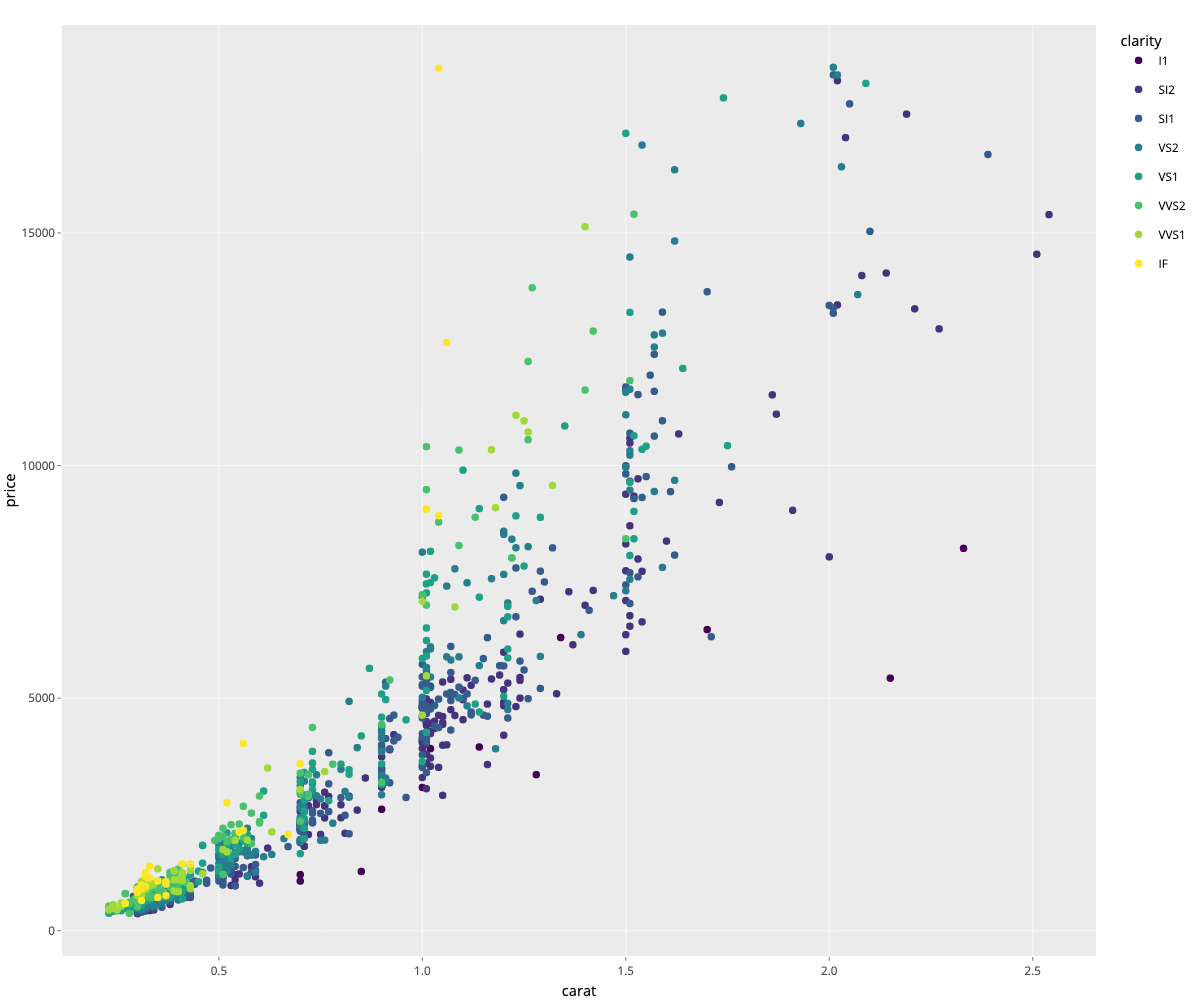 clarity
I1
SI2
SI1
VS2
VS1
VVS2
VVS1
IF
price
15000
10000
5000
0
0.5
1.0
1.5
2.0
2.5
carat